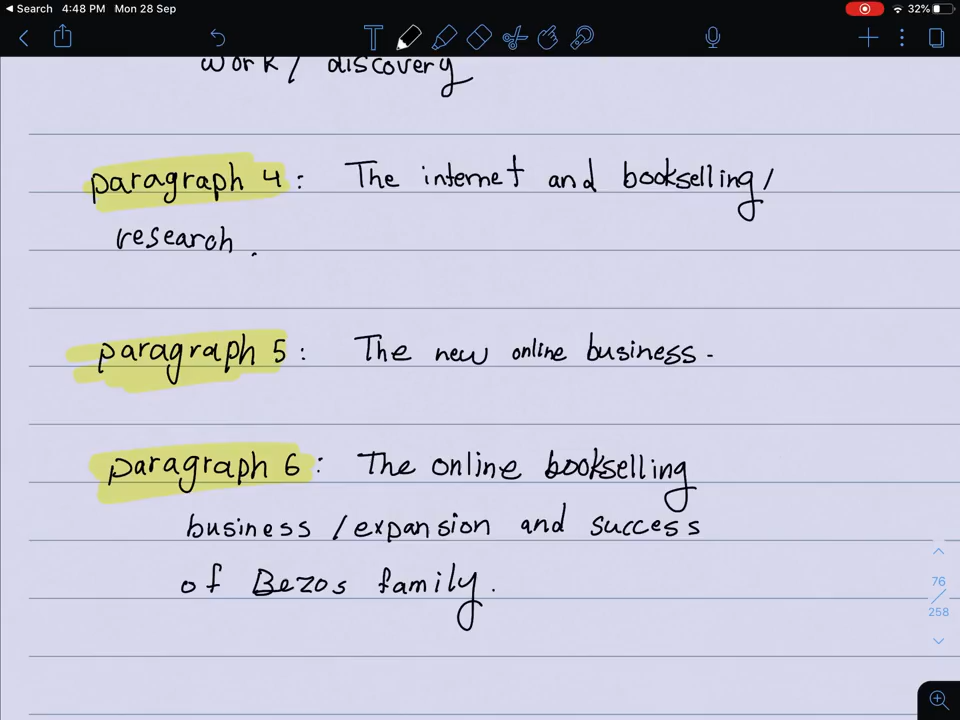 Search 4:48 PM Mon 28 Sep 32%
work / discovery
paragraph 4 : The internet and bookselling /
research .
paragraph 5 : The new online business -
paragraph 6 : The online bookselling
business / expansion and success
of Bezos family .
76
/
258